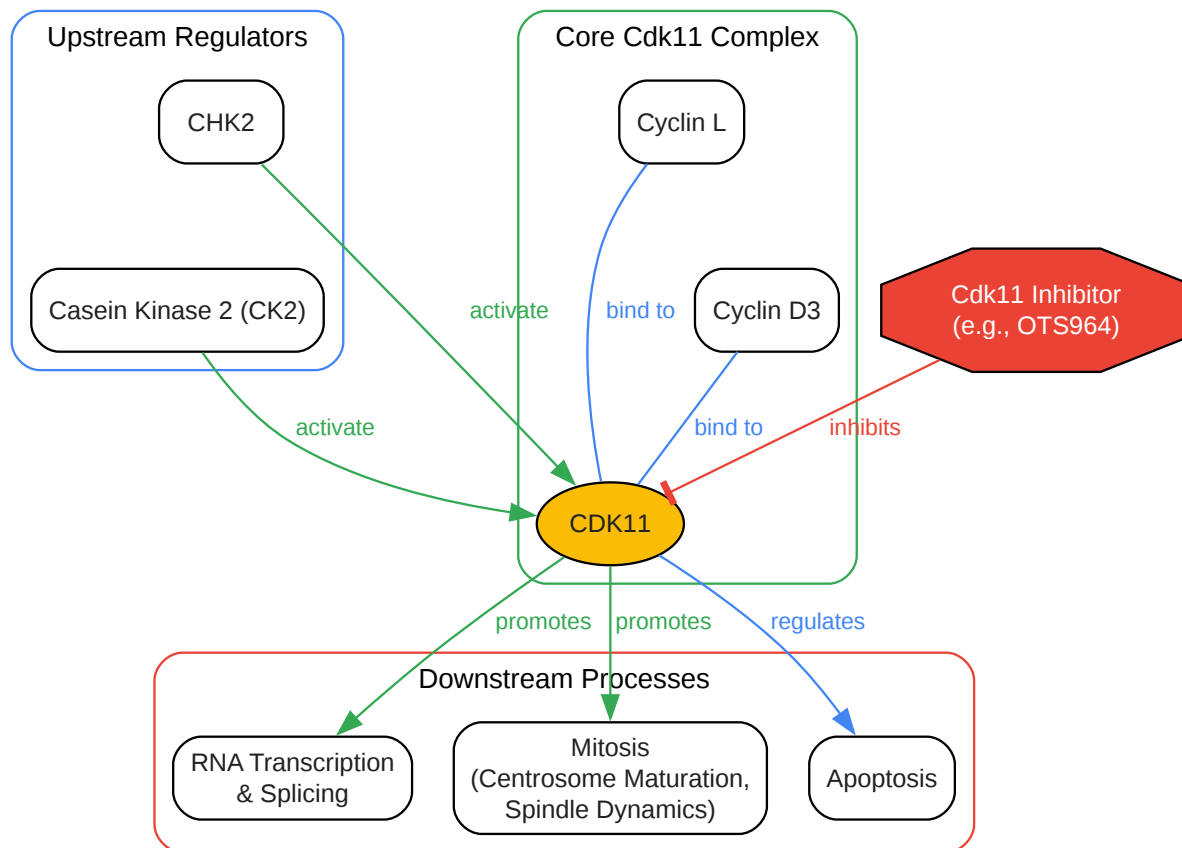 Upstream Regulators
Core Cdk11 Complex
CHK2
Cyclin L
Casein Kinase 2 (CK2)
activate
bind to
Cyclin D3
Cdk11 Inhibitor
(e.g., OTS964)
activate
bind to
inhibits
CDK11
promotes
promotes
regulates
Downstream Processes
RNA Transcription
& Splicing
Mitosis
(Centrosome Maturation,
Spindle Dynamics)
Apoptosis